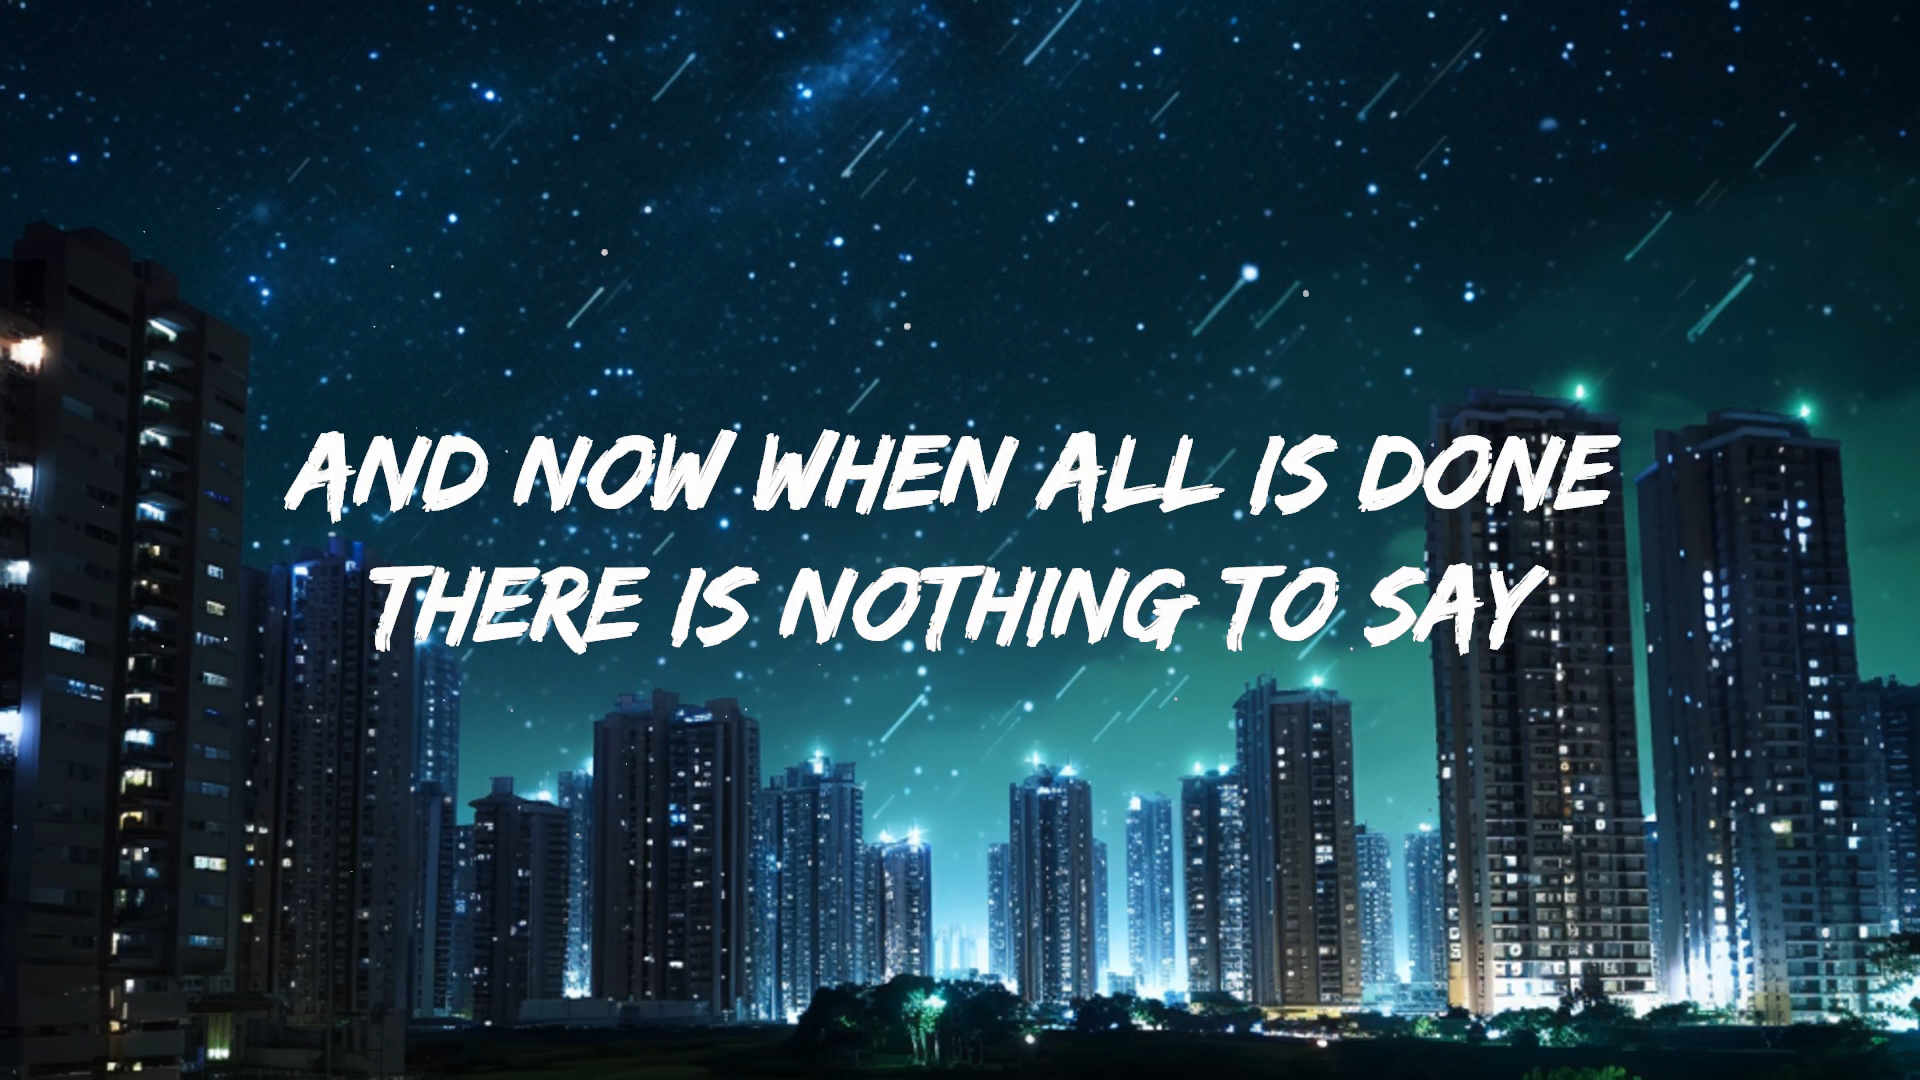 AND NOW WHEN ALL IS DONE
THERE IS NOTHING TO SAY